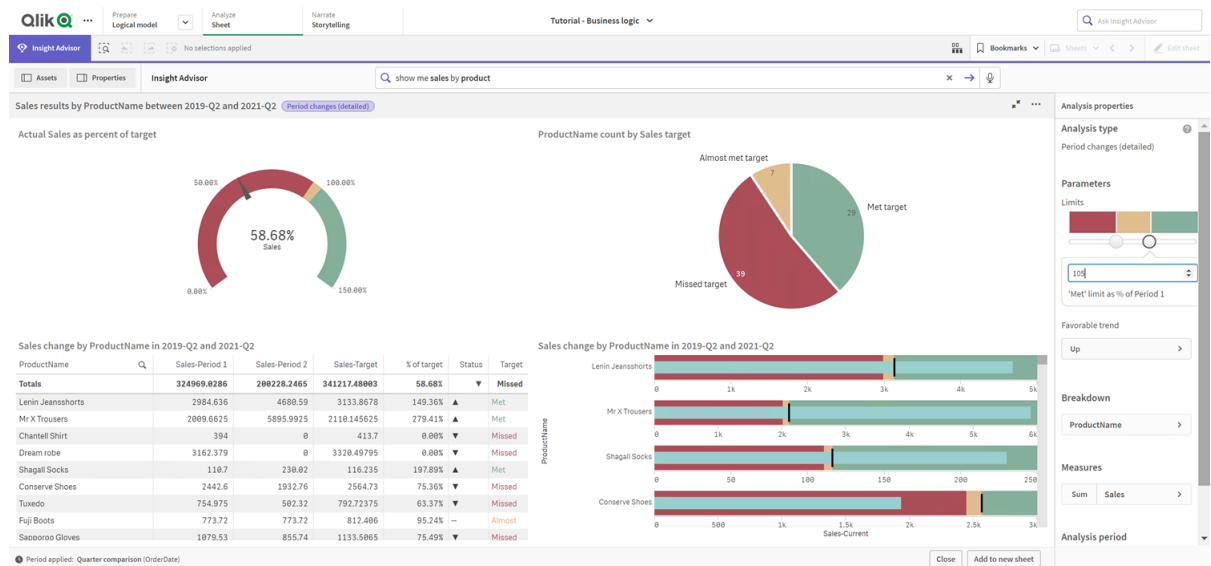 Qlik
Prepare
Logical model
Analyze
Sheet
Narrate
Storytelling
Tutorial - Business logic
Ask Insight Advisor
Insight Advisor
No selections applied
Bookmarks
Sheets
Edit sheet
Assets
Properties
Insight Advisor
show me sales by product
Sales results by ProductName between 2019-Q2 and 2021-Q2 Period changes (detailed)
Analysis properties
Actual Sales as percent of target
50.00%
100.00%
58.68%
Sales
0.00%
150.00%
ProductName count by Sales target
Almost met target
7
29
Met target
39
Missed target
Analysis type
Period changes (detailed)
Parameters
Limits
105
'Met' limit as % of Period 1
Favorable trend
Up
Breakdown
ProductName
Measures
Sum Sales
Analysis period
Sales change by ProductName in 2019-Q2 and 2021-Q2
ProductName Sales-Period 1 Sales-Period 2 Sales-Target % of target Status Target
Totals 324969.0286 200228.2465 341217.48003 58.68% ▼ Missed
Lenin Jeansshorts 2984.636 4680.59 3133.8678 149.36% ▲ Met
Mr X Trousers 2009.6625 5895.9925 2110.145625 279.41% ▲ Met
Chantell Shirt 394 0 413.7 0.00% ▼ Missed
Dream robe 3162.379 0 3320.49795 0.00% ▼ Missed
Shagall Socks 110.7 230.02 116.235 197.89% ▲ Met
Conserve Shoes 2442.6 1932.76 2564.73 75.36% ▼ Missed
Tuxedo 754.975 502.32 792.72375 63.37% ▼ Missed
Fuji Boots 773.72 773.72 812.406 95.24% -- Almost
Sapporoo Gloves 1079.53 855.74 1133.5065 75.49% ▼ Missed
Sales change by ProductName in 2019-Q2 and 2021-Q2
ProductName
Lenin Jeansshorts
0 1k 2k 3k 4k 5k
Mr X Trousers
0 1k 2k 3k 4k 5k 6k
Shagall Socks
0 50 100 150 200 250
Conserve Shoes
0 500 1k 1.5k 2k 2.5k 3k
Sales-Current
Period applied: Quarter comparison (OrderDate)
Close
Add to new sheet